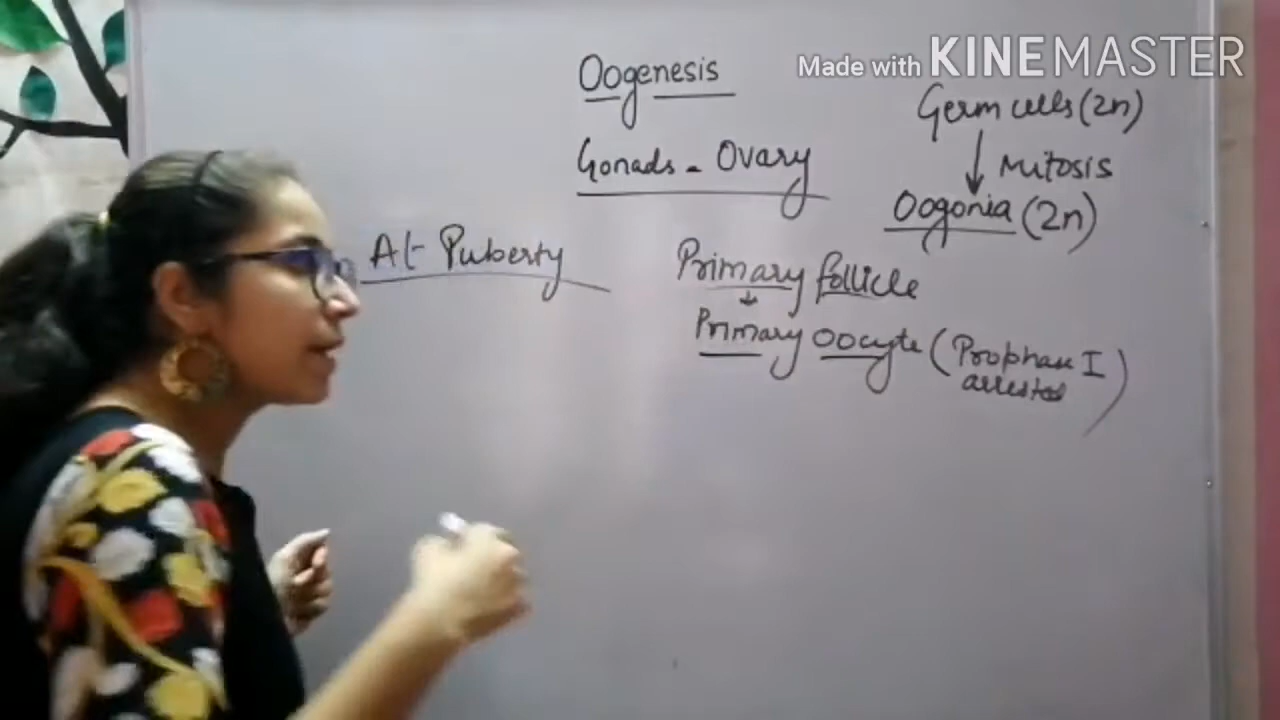 Made with KINEMASTER
Oogenesis
Gonads - Ovary
Germ cells (2n)
Mitosis
Oogonia (2n)
At Puberty
Primary follicle
Primary Oocyte (Prophase I
arrested)